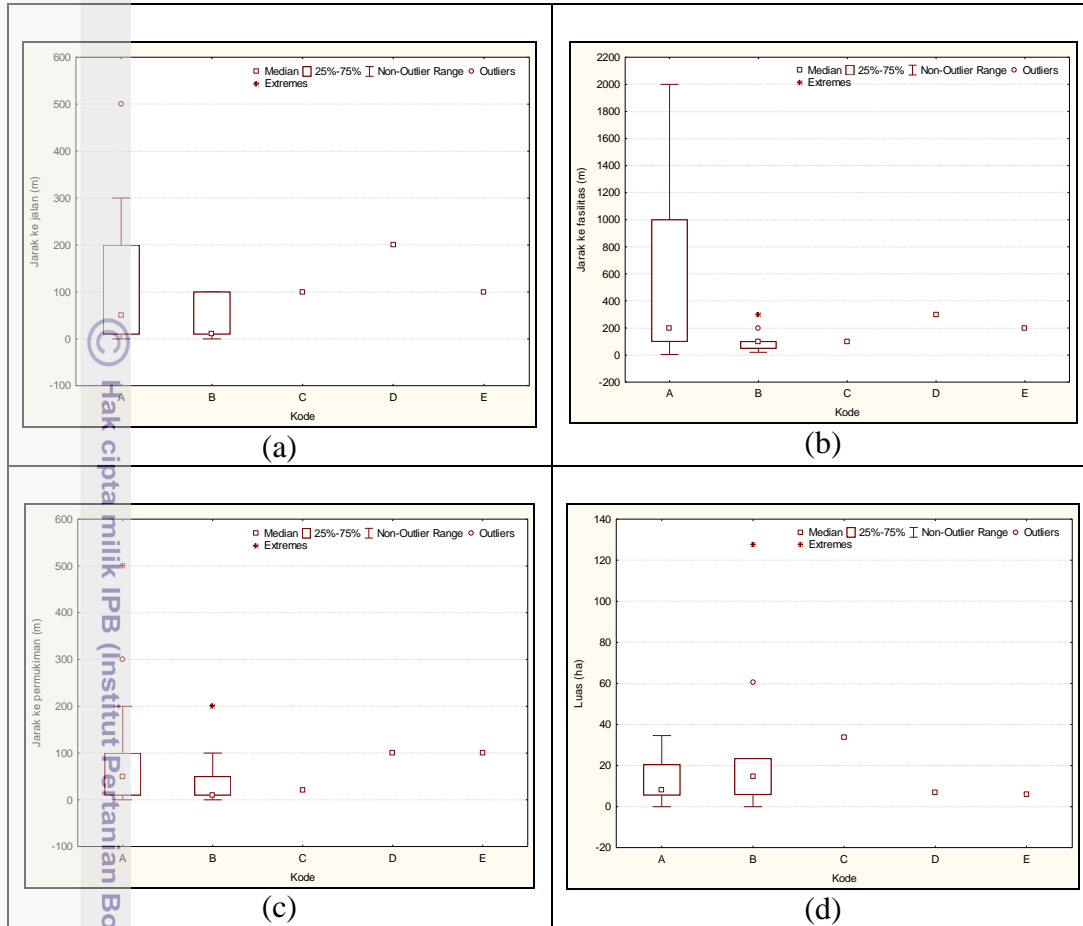 600
500
400
300
200
100
0
-100
Jarak ke jalan (m)
Median 25%-75% Non-Outlier Range Outliers
Extremes
A B C D E
Kode
(a)
2200
2000
1800
1600
1400
1200
1000
800
600
400
200
0
-200
Jarak ke fasilitas (m)
Median 25%-75% Non-Outlier Range Outliers
Extremes
A B C D E
Kode
(b)
600
500
400
300
200
100
0
-100
Jarak ke permukiman (m)
Median 25%-75% Non-Outlier Range Outliers
Extremes
A B C D E
Kode
(c)
140
120
100
80
60
40
20
0
-20
Luas (ha)
Median 25%-75% Non-Outlier Range Outliers
Extremes
A B C D E
Kode
(d)
© Hak cipta milik IPB (Institut Pertanian Bo